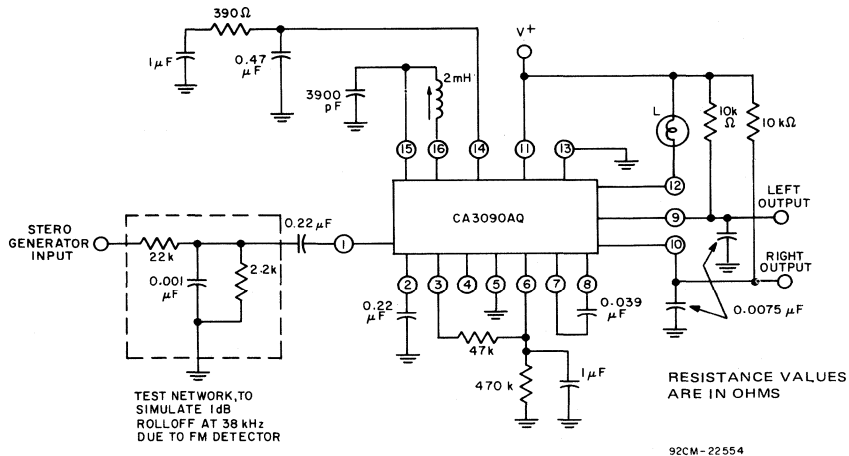 390Ω
1μF
0.47
μF
3900
pF
2mH
V+
L
10k
Ω
10 kΩ
15
16
14
11
13
12
CA3090AQ
9
LEFT
OUTPUT
10
RIGHT
OUTPUT
0.0075 μF
STERO
GENERATOR
INPUT
22k
0.001
μF
2.2k
0.22μF
1
2
3
4
5
6
7
8
0.22
μF
47k
470 k
1μF
0.039
μF
TEST NETWORK,TO
SIMULATE 1dB
ROLLOFF AT 38 kHz
DUE TO FM DETECTOR
RESISTANCE VALUES
ARE IN OHMS
92CM-22554